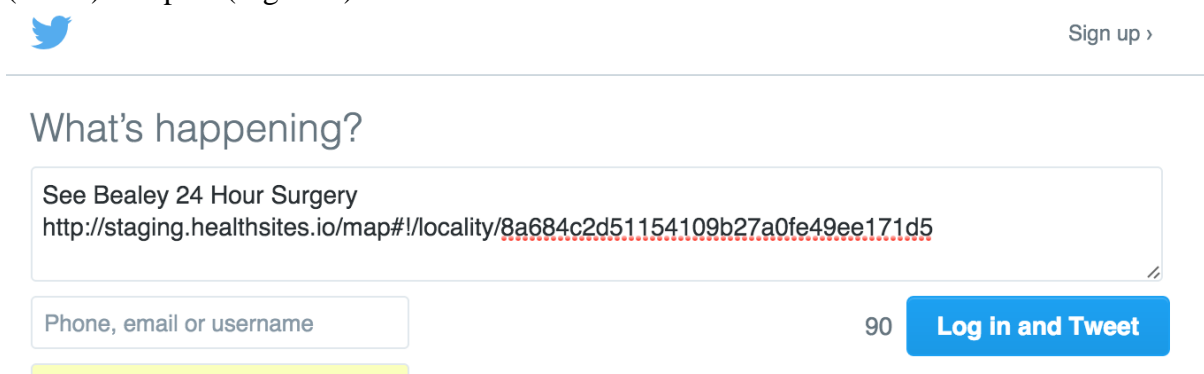 Sign up ›
What's happening?
See Bealey 24 Hour Surgery
http://staging.healthsites.io/map#!/locality/8a684c2d51154109b27a0fe49ee171d5
Phone, email or username
90
Log in and Tweet